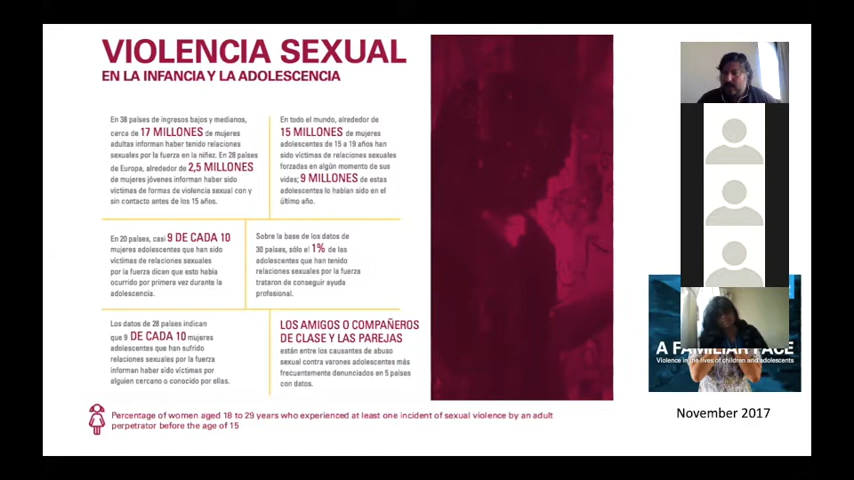 VIOLENCIA SEXUAL
EN LA INFANCIA Y LA ADOLESCENCIA
En 38 países de ingresos bajos y medianos,
cerca de 17 MILLONES de mujeres
adultas informan haber tenido relaciones
sexuales por la fuerza en la niñez. En 28 países
de Europa, alrededor de 2,5 MILLONES
de mujeres jóvenes informan haber sido
víctimas de formas de violencia sexual con y
sin contacto antes de los 15 años.
En todo el mundo, alrededor de
15 MILLONES de mujeres
adolescentes de 15 a 19 años han
sido víctimas de relaciones sexuales
forzadas en algún momento de sus
vidas; 9 MILLONES de estas
adolescentes lo habían sido en el
último año.
En 20 países, casi 9 DE CADA 10
mujeres adolescentes que han sido
víctimas de relaciones sexuales
por la fuerza dicen que esto había
ocurrido por primera vez durante la
adolescencia.
Sobre la base de los datos de
30 países, sólo el 1% de las
adolescentes que han tenido
relaciones sexuales por la fuerza
trataron de conseguir ayuda
profesional.
Los datos de 28 países indican
que 9 DE CADA 10 mujeres
adolescentes que han sufrido
relaciones sexuales por la fuerza
informan haber sido víctimas por
alguien cercano o conocido por ellas.
LOS AMIGOS O COMPAÑEROS
DE CLASE Y LAS PAREJAS
están entre los causantes de abuso
sexual contra varones adolescentes más
frecuentemente denunciados en 5 países
con datos.
Percentage of women aged 18 to 29 years who experienced at least one incident of sexual violence by an adult
perpetrator before the age of 15
A FAMILIAR FACE
Violence in the lives of children and adolescents
November 2017